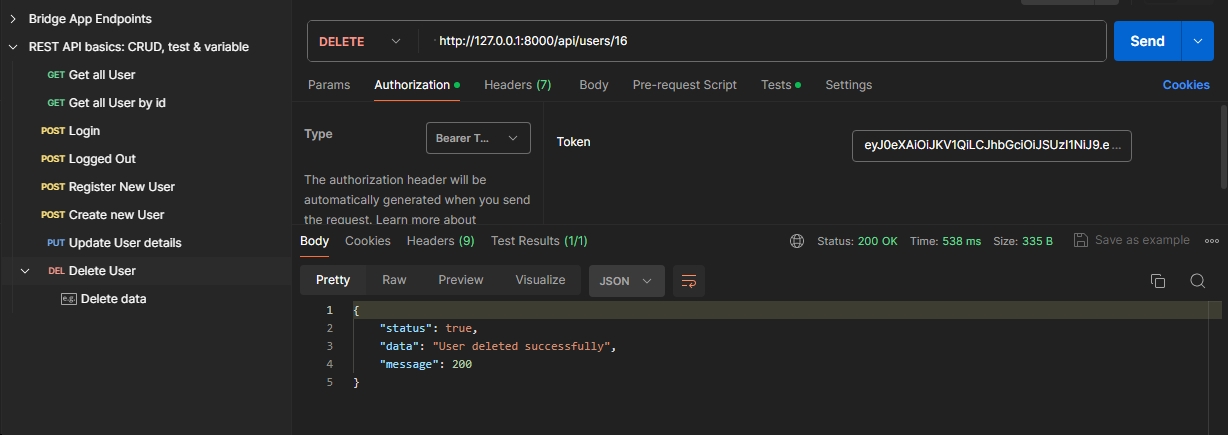 Bridge App Endpoints
REST API basics: CRUD, test & variable
GET Get all User
GET Get all User by id
POST Login
POST Logged Out
POST Register New User
POST Create new User
PUT Update User details
DEL Delete User
e.g. Delete data
DELETE http://127.0.0.1:8000/api/users/16 Send
Params Authorization Headers (7) Body Pre-request Script Tests Settings Cookies
Type Bearer T... Token eyJ0eXAiOiJKV1QiLCJhbGciOiJSUzI1NiJ9.e ...
The authorization header will be
automatically generated when you send
the request. Learn more about
Body Cookies Headers (9) Test Results (1/1) Status: 200 OK Time: 538 ms Size: 335 B Save as example
Pretty Raw Preview Visualize JSON
1 {
2 "status": true,
3 "data": "User deleted successfully",
4 "message": 200
5 }